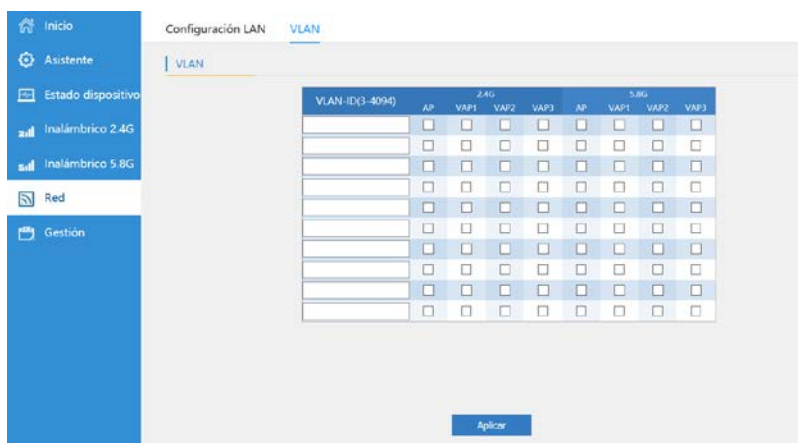 Inicio
Asistente
Estado dispositivo
Inalámbrico 2.4G
Inalámbrico 5.8G
Red
Gestión
Configuración LAN VLAN
VLAN
VLAN-ID(3-4094) 2.4G 5.8G
AP VAP1 VAP2 VAP3 AP VAP1 VAP2 VAP3
Aplicar